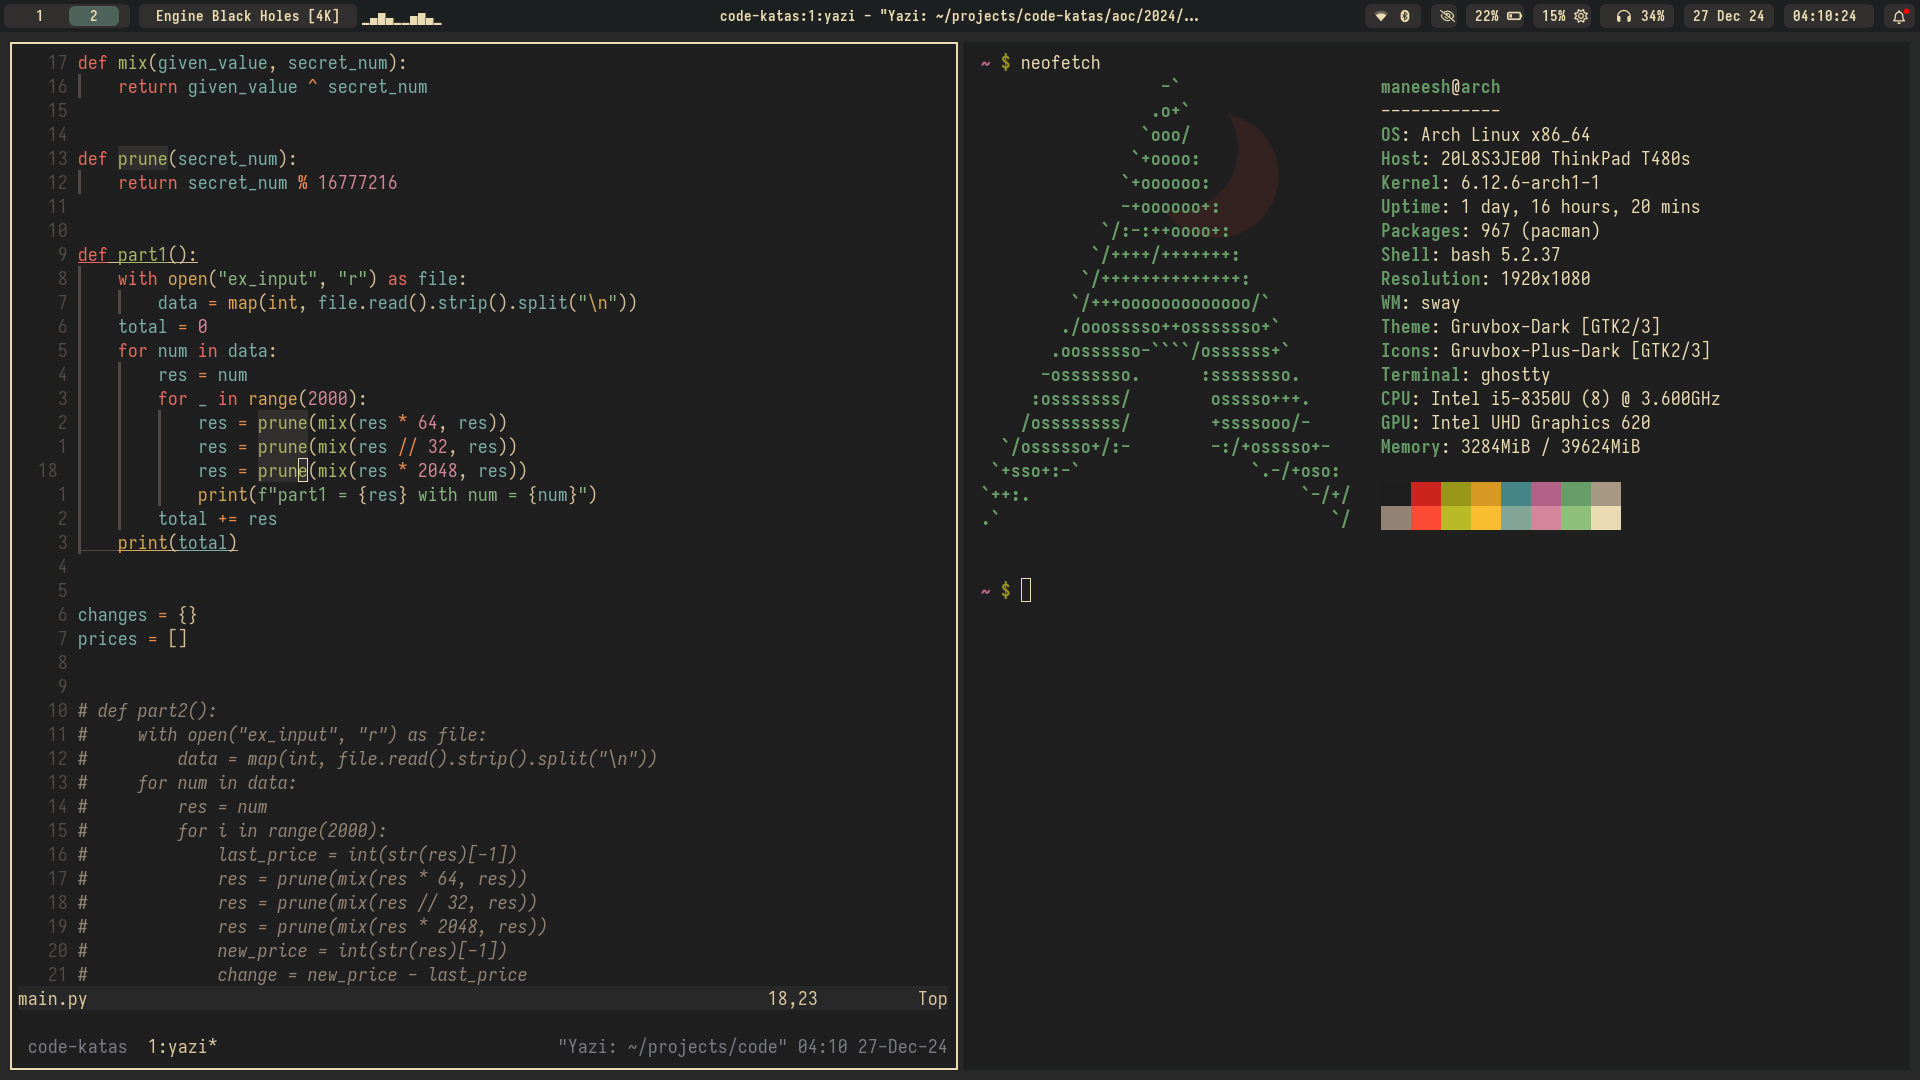 1 2 Engine Black Holes [4K] code-katas:1:yazi - "Yazi: ~/projects/code-katas/aoc/2024/... 22% 15% 34% 27 Dec 24 04:10:24
17 def mix(given_value, secret_num):
16     return given_value ^ secret_num
15
14
13 def prune(secret_num):
12     return secret_num % 16777216
11
10
9 def part1():
8     with open("ex_input", "r") as file:
7         data = map(int, file.read().strip().split("\n"))
6     total = 0
5     for num in data:
4         res = num
3         for _ in range(2000):
2             res = prune(mix(res * 64, res))
1             res = prune(mix(res // 32, res))
18             res = prune(mix(res * 2048, res))
1             print(f"part1 = {res} with num = {num}")
2         total += res
3     print(total)
4
5
6 changes = {}
7 prices = []
8
9
10 # def part2():
11 #     with open("ex_input", "r") as file:
12 #         data = map(int, file.read().strip().split("\n"))
13 #     for num in data:
14 #         res = num
15 #         for i in range(2000):
16 #             last_price = int(str(res)[-1])
17 #             res = prune(mix(res * 64, res))
18 #             res = prune(mix(res // 32, res))
19 #             res = prune(mix(res * 2048, res))
20 #             new_price = int(str(res)[-1])
21 #             change = new_price - last_price
main.py 18,23 Top
code-katas 1:yazi* "Yazi: ~/projects/code" 04:10 27-Dec-24
~ $ neofetch
                  -`
                 .o+`
                `ooo/
               `+oooo:
              `+oooooo:
              -+oooooo+:
            `/:-:++oooo+:
           `/++++/+++++++:
          `/++++++++++++++:
         `/+++ooooooooooooo/`
        ./ooosssso++osssssso+`
       .oossssso-````/ossssss+`
      -osssssso.      :ssssssso.
     :osssssss/        osssso+++.
    /ossssssss/        +ssssooo/-
  `/ossssso+/:-        -:/+osssso+-
 `+sso+:-`                 `.-/+oso:
`++:.                           `-/+/
.`                                 `/
maneesh@arch
------------
OS: Arch Linux x86_64
Host: 20L8S3JE00 ThinkPad T480s
Kernel: 6.12.6-arch1-1
Uptime: 1 day, 16 hours, 20 mins
Packages: 967 (pacman)
Shell: bash 5.2.37
Resolution: 1920x1080
WM: sway
Theme: Gruvbox-Dark [GTK2/3]
Icons: Gruvbox-Plus-Dark [GTK2/3]
Terminal: ghostty
CPU: Intel i5-8350U (8) @ 3.600GHz
GPU: Intel UHD Graphics 620
Memory: 3284MiB / 39624MiB
~ $